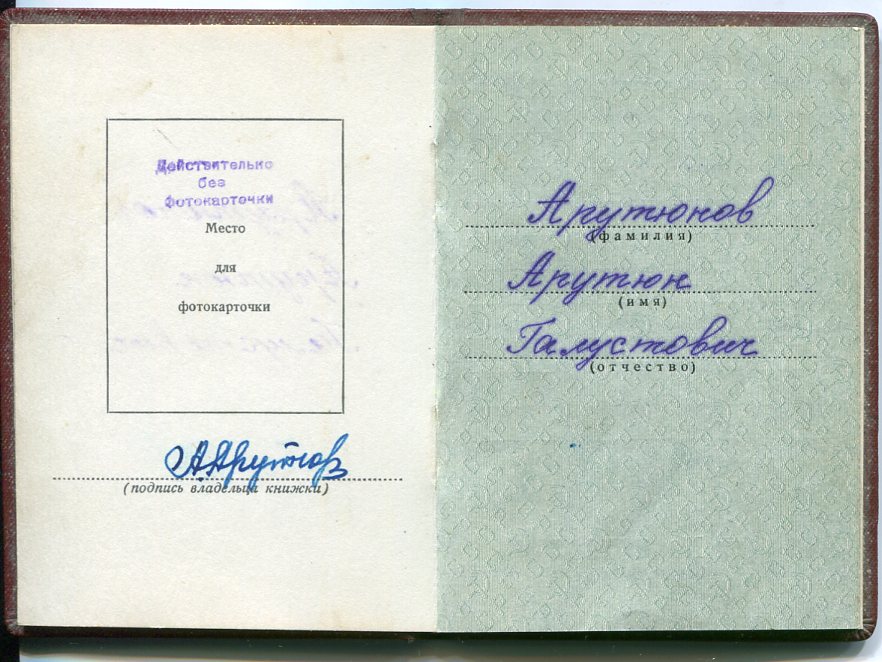 Действительно
без
фотокарточки
Место
для
фотокарточки
(подпись владельца книжки)
Арутюнов
(фамилия)
Арутюн
(имя)
Галустович
(отчество)